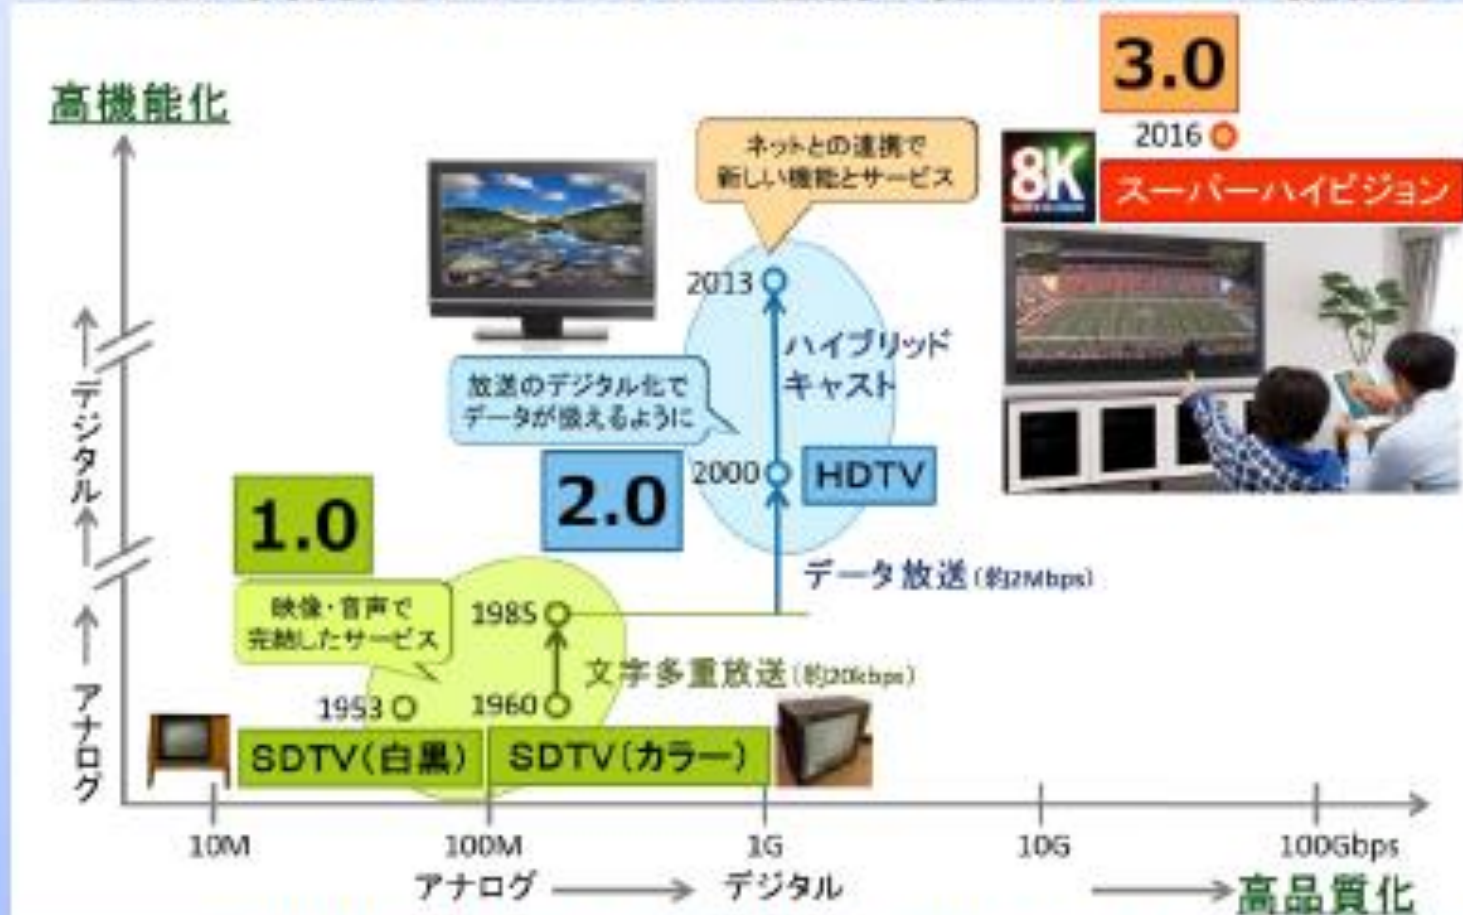 3.0
高機能化
2016
ネットとの連携で
新しい機能とサービス
8K
スーパーハイビジョン
2013
ハイブリッド
キャスト
放送のデジタル化で
データが扱えるように
デジタル
2000
HDTV
2.0
1.0
データ放送(約2Mbps)
映像・音声で
完結したサービス
1985
文字多重放送(約20kbps)
1953
1960
アナログ
SDTV(白黒)
SDTV(カラー)
10M
100M
1G
10G
100Gbps
アナログ
デジタル
高品質化